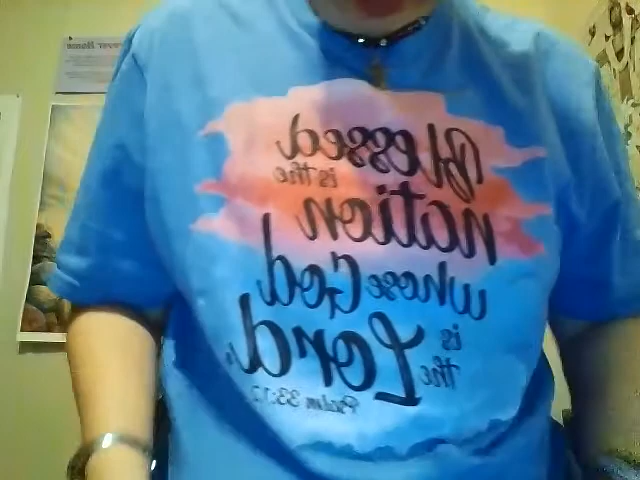 Blessed
is the
nation
whose God
is
the Lord.
Psalm 33:12